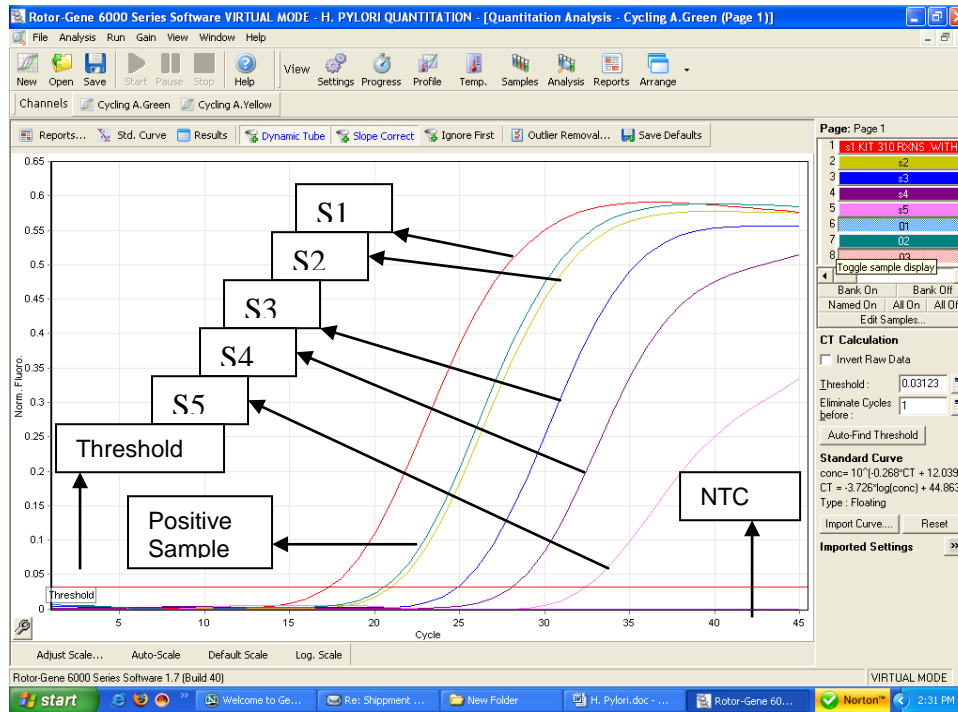 Rotor-Gene 6000 Series Software VIRTUAL MODE - H. PYLORI QUANTITATION - [Quantitation Analysis - Cycling A.Green (Page 1)]
File Analysis Run Gain View Window Help
New Open Save Start Pause Stop Help View Settings Progress Profile Temp. Samples Analysis Reports Arrange
Channels Cycling A.Green Cycling A.Yellow
Reports... Std. Curve Results Dynamic Tube Slope Correct Ignore First Outlier Removal... Save Defaults
Page: Page 1
1 s1 KIT 310 RXNS .WITH
2 s2
3 s3
4 s4
5 s5
6 01
7 02
8 03
Toggle sample display
Bank On Bank Off
Named On All On All Of
Edit Samples...
CT Calculation
Invert Raw Data
Threshold : 0.03123
Eliminate Cycles
before : 1
Auto-Find Threshold
Standard Curve
conc= 10^(-0.268*CT + 12.039
CT = -3.726*log(conc) + 44.863
Type : Floating
Import Curve.... Reset
Imported Settings »
Norm. Fluoro.
0.65
0.6
0.55
0.5
0.45
0.4
0.35
0.3
0.25
0.2
0.15
0.1
0.05
0
S1
S2
S3
S4
S5
Threshold
Positive
Sample
NTC
Threshold
5 10 15 20 25 30 35 40 45
Cycle
Adjust Scale... Auto-Scale Default Scale Log. Scale
Rotor-Gene 6000 Series Software 1.7 (Build 40) VIRTUAL MODE
start » Welcome to Ge... Re: Shippment ... New Folder H. Pylori.doc - ... Rotor-Gene 60... Norton™ 2:31 PM